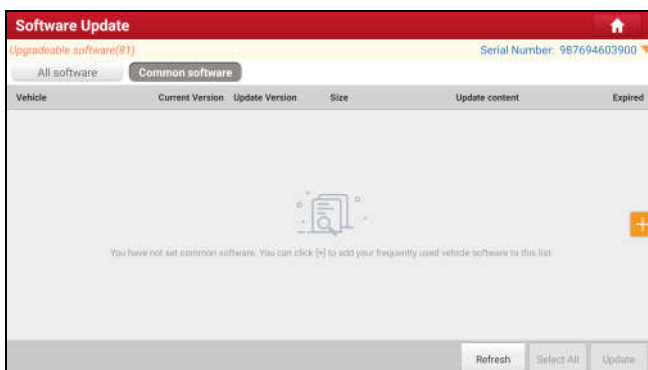 Software Update
Upgradeable software(81)
Serial Number: 987694603900
All software
Common software
Vehicle Current Version Update Version Size Update content Expired
You have not set common software. You can click [+] to add your frequently used vehicle software to this list.
+
Refresh Select All Update